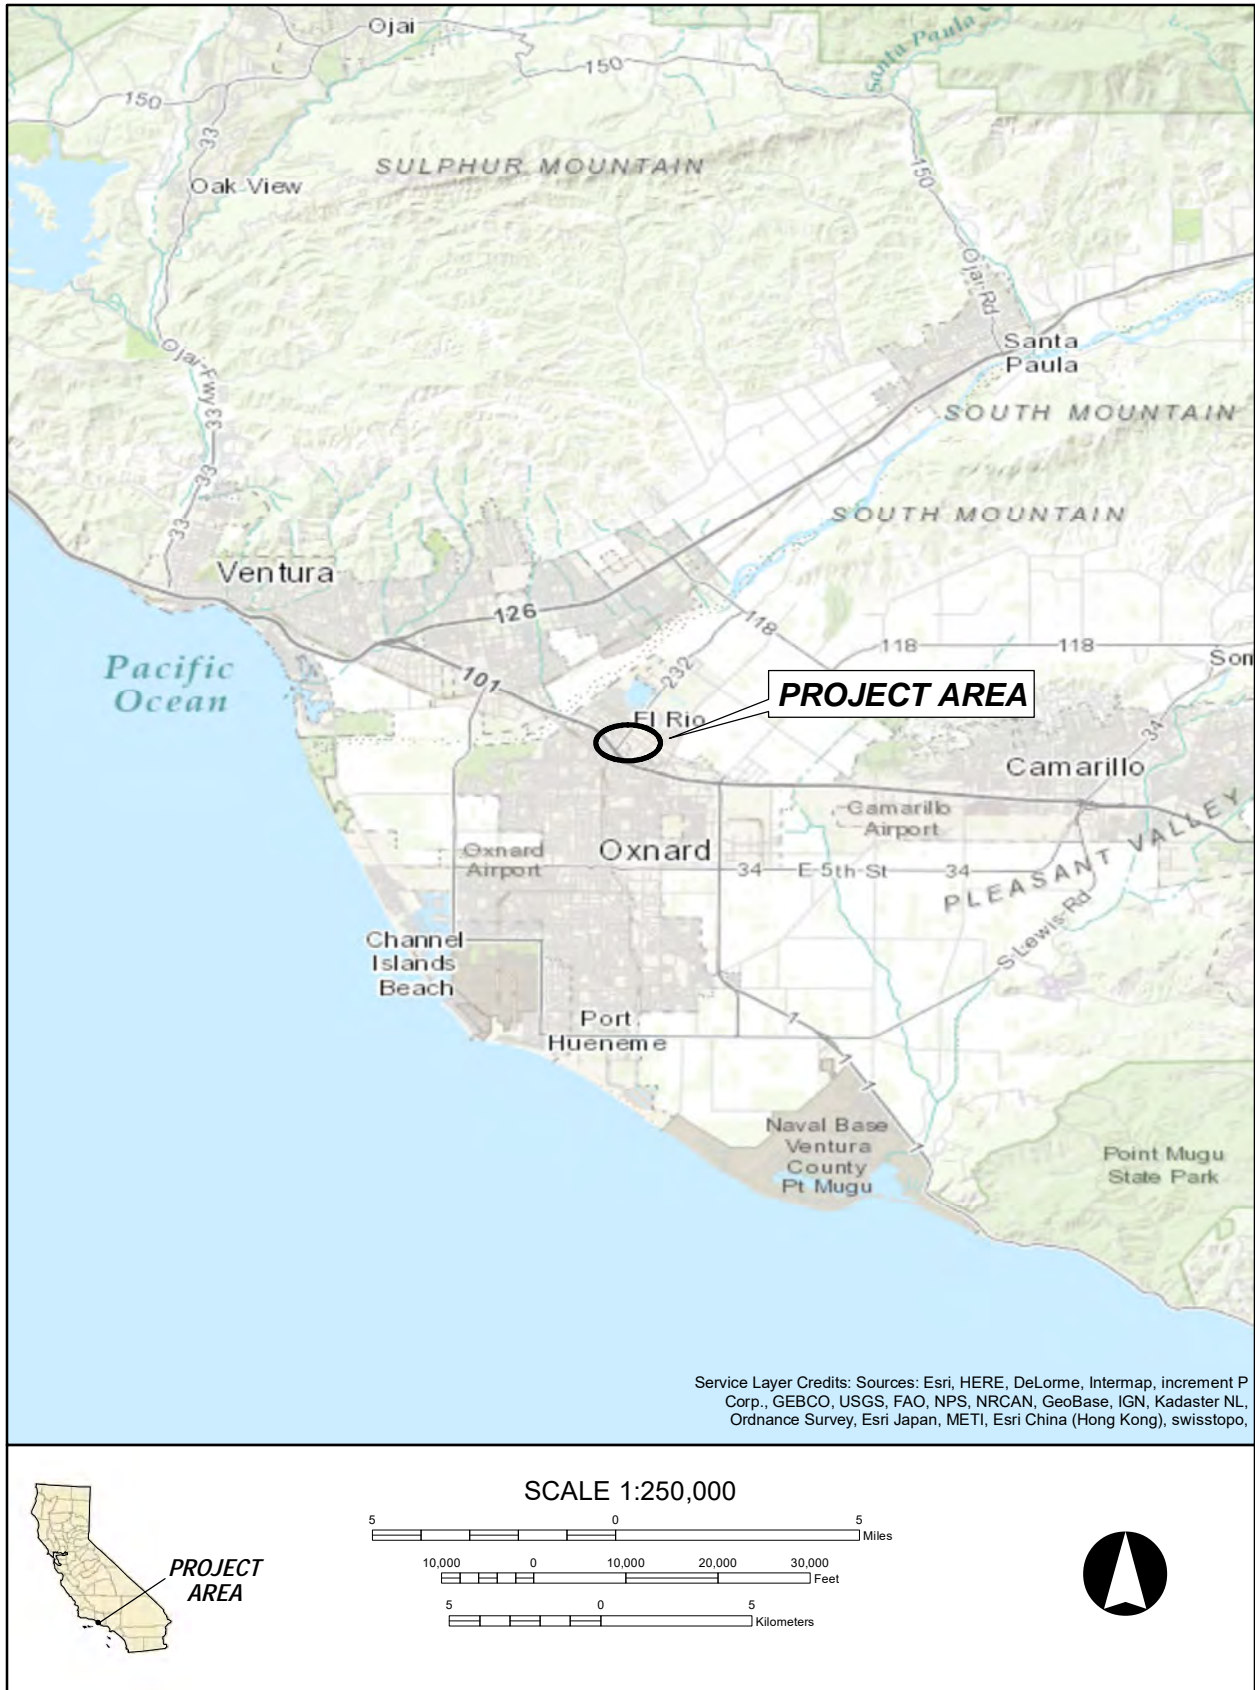 Ojai
150
150
Santa Paula
33
SULPHUR MOUNTAIN
150
Oak View
Ojai Rd
Santa
Paula
Ojai Fwy
33
SOUTH MOUNTAIN
33
33
SOUTH MOUNTAIN
Ventura
126
118
118
118
Pacific
Ocean
Som
101
232
PROJECT AREA
El Rio
34
Camarillo
Camarillo
Airport
PLEASANT VALLEY
Oxnard
Airport
Oxnard
34
E 5th St
34
S Lewis Rd
Channel
Islands
Beach
Port
Hueneme
1
1
1
1
Naval Base
Ventura
County
Pt Mugu
Point Mugu
State Park
Service Layer Credits: Sources: Esri, HERE, DeLorme, Intermap, increment P
Corp., GEBCO, USGS, FAO, NPS, NRCAN, GeoBase, IGN, Kadaster NL,
Ordnance Survey, Esri Japan, METI, Esri China (Hong Kong), swisstopo,
SCALE 1:250,000
5 0 5
Miles
10,000 0 10,000 20,000 30,000
Feet
5 0 5
Kilometers
PROJECT
AREA